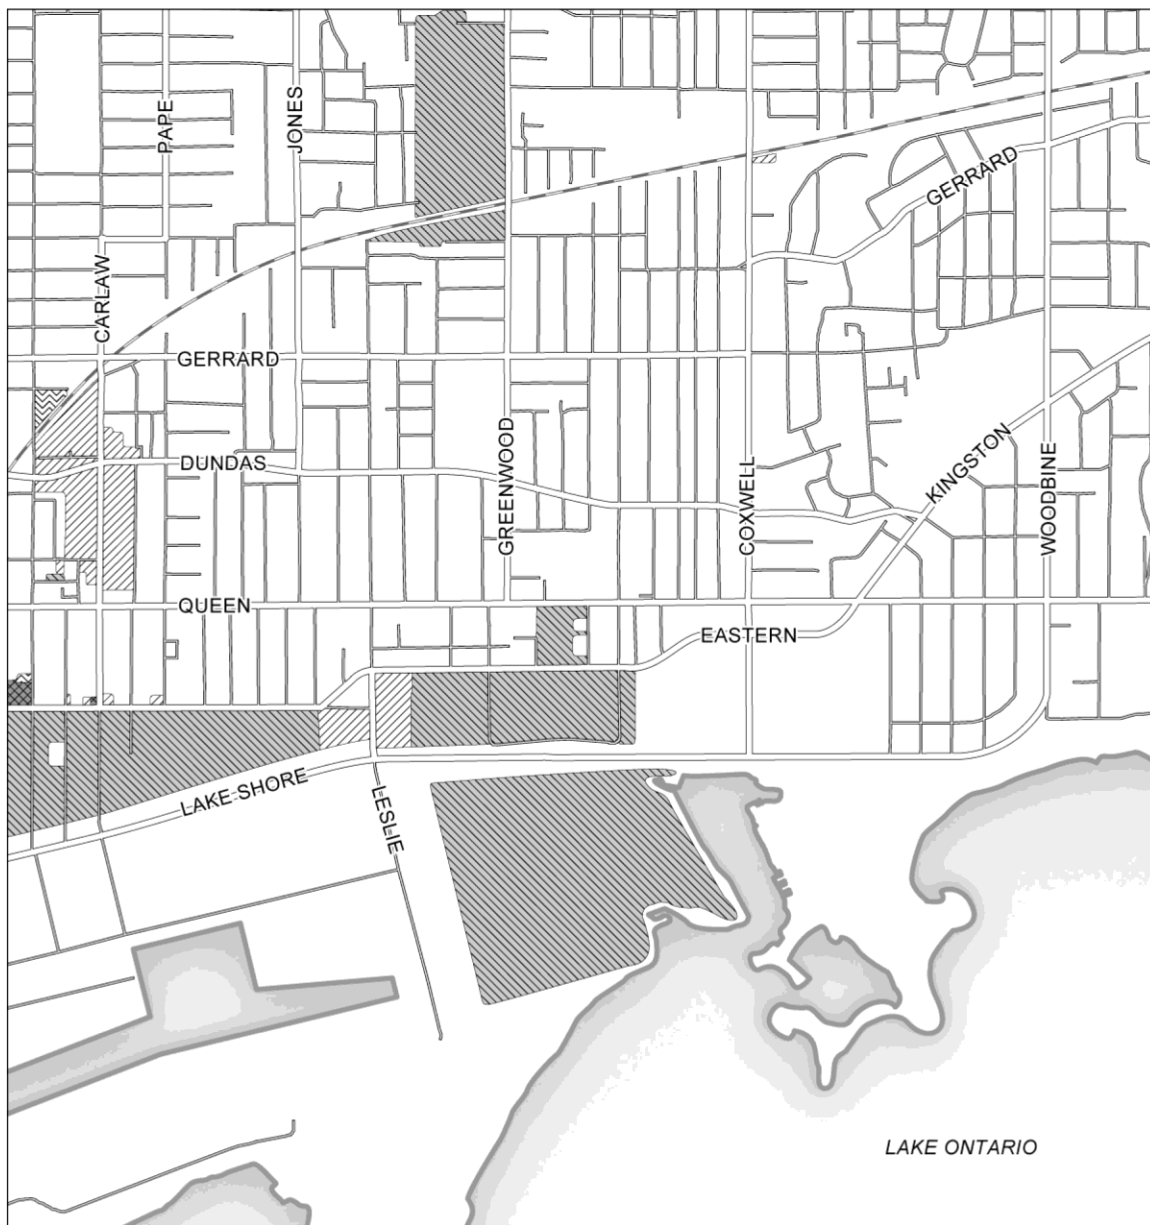 PAPE
JONES
GERRARD
CARLAW
GERRARD
DUNDAS
GREENWOOD
COXWELL
KINGSTON
WOODBINE
QUEEN
EASTERN
LAKE SHORE
LESLIE
LAKE ONTARIO